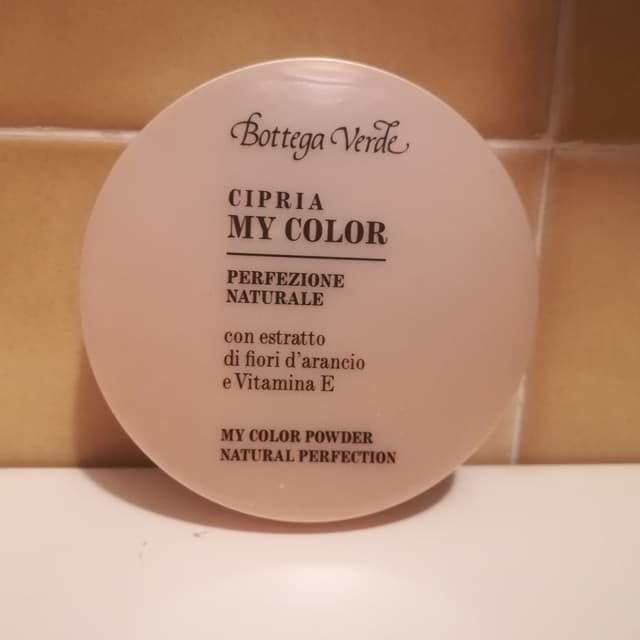 Bottega Verde
CIPRIA
MY COLOR
PERFEZIONE
NATURALE
con estratto
di fiori d'arancio
e Vitamina E
MY COLOR POWDER
NATURAL PERFECTION